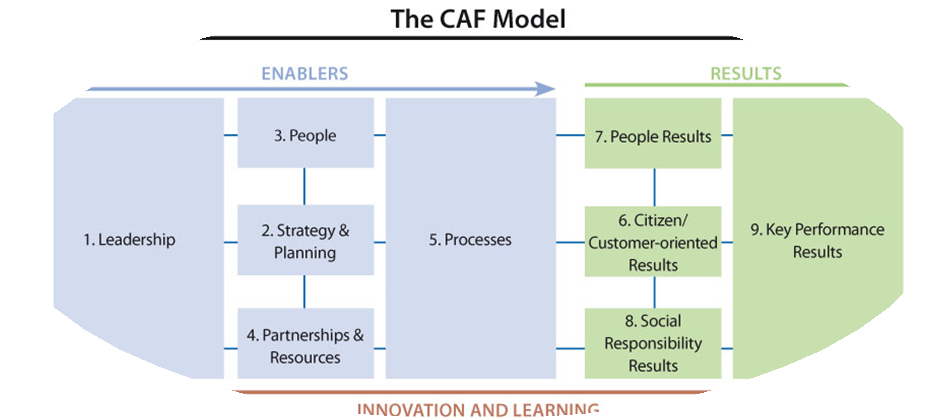 The CAF Model
ENABLERS
RESULTS
1. Leadership
3. People
2. Strategy &
Planning
4. Partnerships &
Resources
5. Processes
7. People Results
6. Citizen/
Customer-oriented
Results
8. Social
Responsibility
Results
9. Key Performance
Results
INNOVATION AND LEARNING